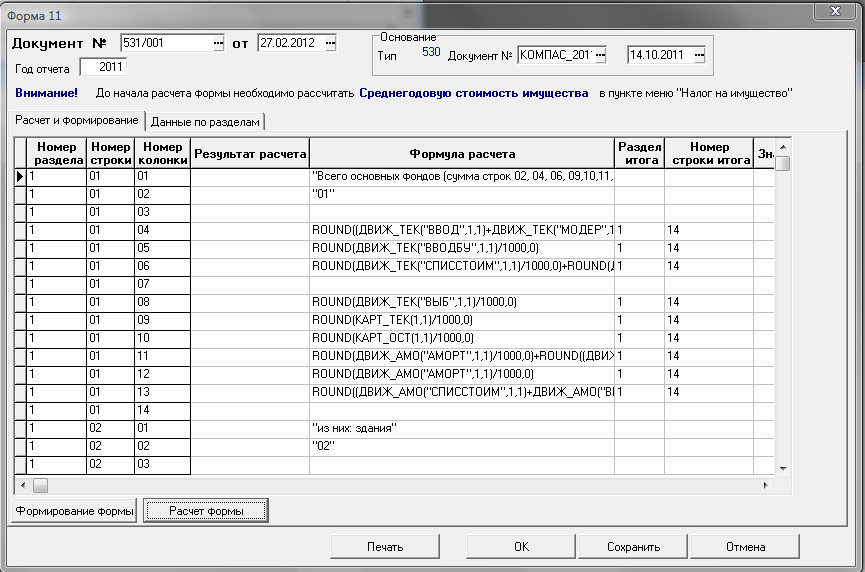 Форма 11
Документ № 531/001 ... от 27.02.2012 ...
Основание
Тип 530 Документ № КОМПАС_201 ... 14.10.2011 ...
Год отчета 2011
Внимание! До начала расчета формы необходимо рассчитать Среднегодовую стоимость имущества в пункте меню "Налог на имущество"
Расчет и формирование Данные по разделам
Номер раздела Номер строки Номер колонки Результат расчета Формула расчета Раздел итога Номер строки итога Зна
1 01 01 "Всего основных фондов (сумма строк 02, 04, 06, 09,10,11,
1 01 02 "01"
1 01 03
1 01 04 ROUND((ДВИЖ_ТЕК("ВВОД",1,1)+ДВИЖ_ТЕК("МОДЕР",1 1 14
1 01 05 ROUND(ДВИЖ_ТЕК("ВВОДБУ",1,1)/1000,0) 1 14
1 01 06 ROUND(ДВИЖ_ТЕК("СПИССТОИМ",1,1)/1000,0)+ROUND(Д 1 14
1 01 07
1 01 08 ROUND(ДВИЖ_ТЕК("ВЫБ",1,1)/1000,0) 1 14
1 01 09 ROUND(КАРТ_ТЕК(1,1)/1000,0) 1 14
1 01 10 ROUND(КАРТ_ОСТ(1,1)/1000,0) 1 14
1 01 11 ROUND(ДВИЖ_АМО("АМОРТ",1,1)/1000,0)+ROUND((ДВИЖ 1 14
1 01 12 ROUND(ДВИЖ_АМО("АМОРТ",1,1)/1000,0) 1 14
1 01 13 ROUND((ДВИЖ_АМО("СПИССТОИМ",1,1)+ДВИЖ_АМО("ВЕ 1 14
1 01 14
1 02 01 "из них: здания"
1 02 02 "02"
1 02 03
Формирование формы Расчет формы
Печать ОК Сохранить Отмена